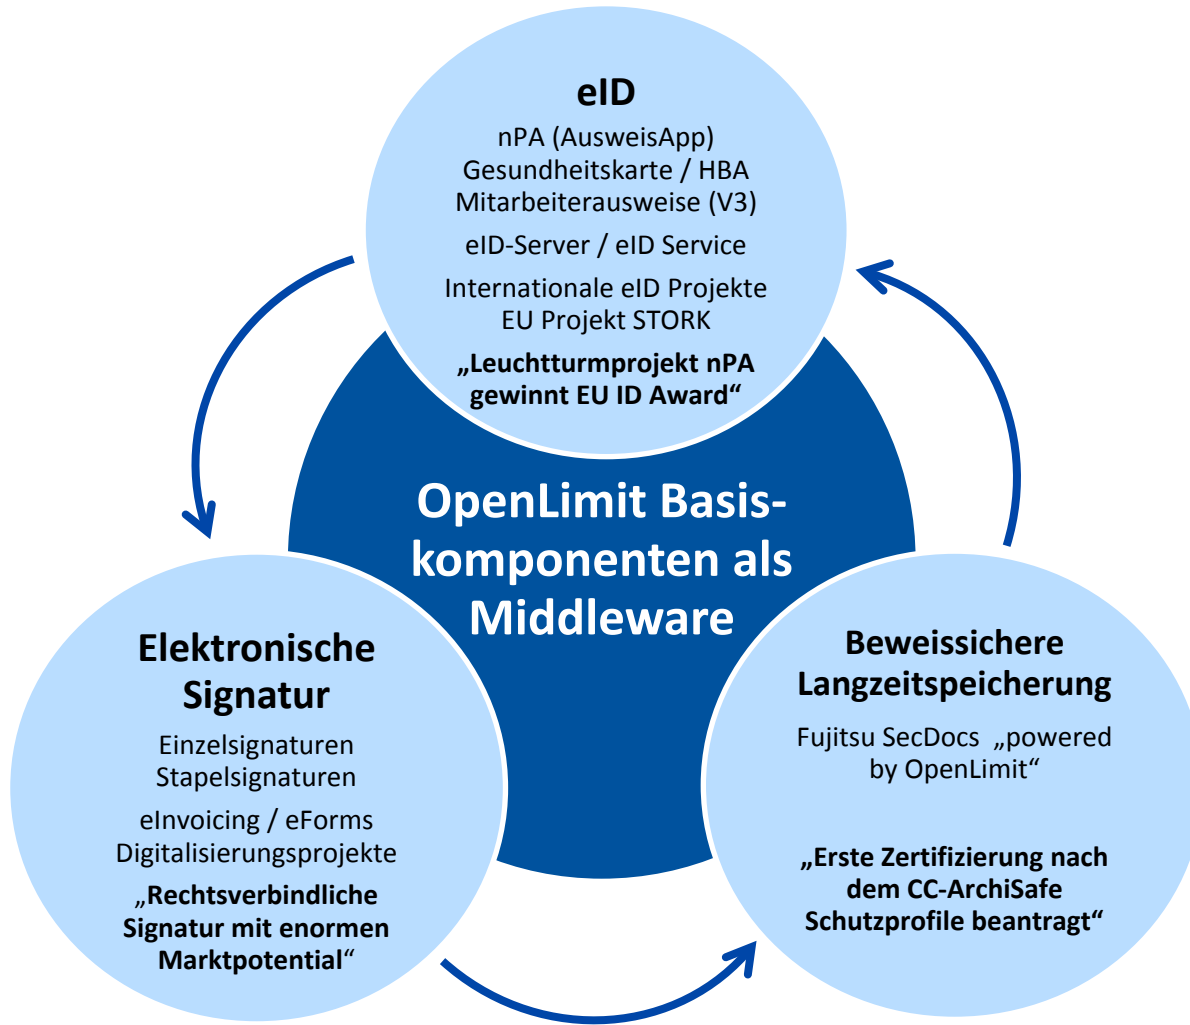 eID
nPA (AusweisApp)
Gesundheitskarte / HBA
Mitarbeiterausweise (V3)
eID-Server / eID Service
Internationale eID Projekte
EU Projekt STORK
„Leuchtturmprojekt nPA
gewinnt EU ID Award“
OpenLimit Basis-
komponenten als
Middleware
Elektronische
Signatur
Einzelsignaturen
Stapelsignaturen
eInvoicing / eForms
Digitalisierungsprojekte
„Rechtsverbindliche
Signatur mit enormen
Marktpotential“
Beweissichere
Langzeitspeicherung
Fujitsu SecDocs „powered
by OpenLimit“
„Erste Zertifizierung nach
dem CC-ArchiSafe
Schutzprofile beantragt“